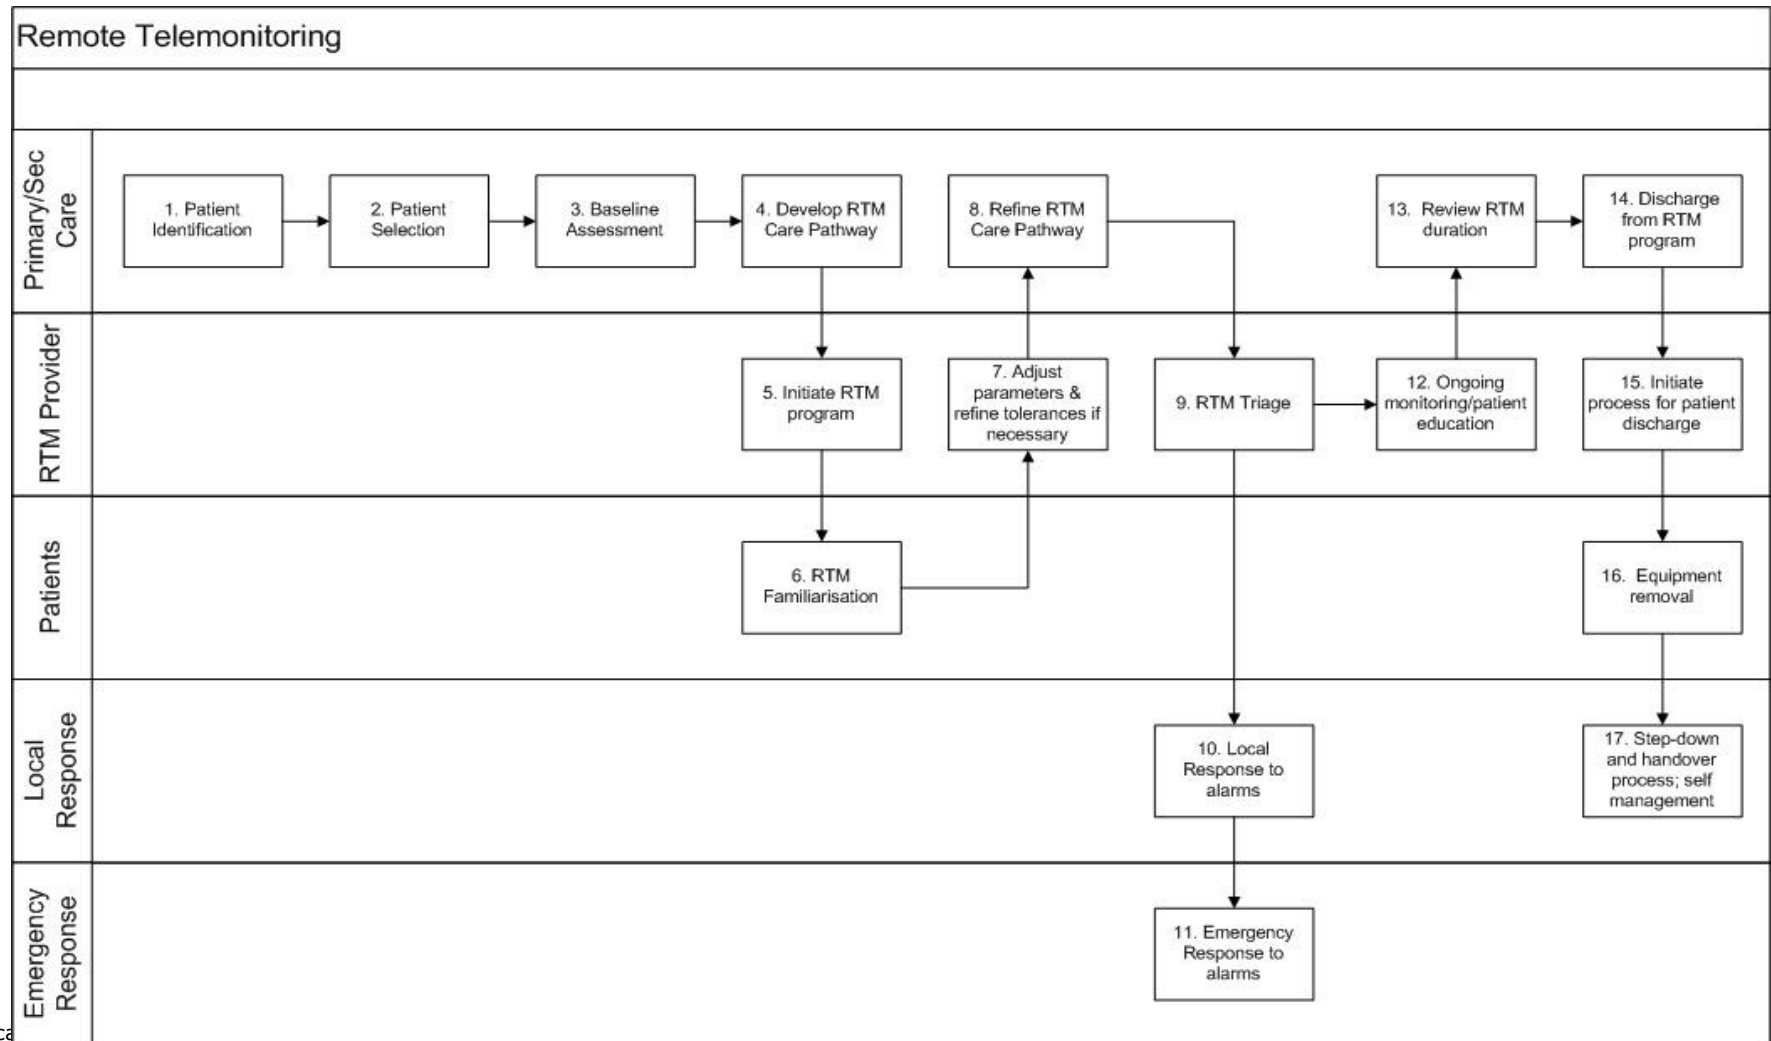 Remote Telemonitoring
Primary/Sec
Care
1. Patient
Identification
2. Patient
Selection
3. Baseline
Assessment
4. Develop RTM
Care Pathway
8. Refine RTM
Care Pathway
13. Review RTM
duration
14. Discharge
from RTM
program
RTM Provider
5. Initiate RTM
program
7. Adjust
parameters &
refine tolerances if
necessary
9. RTM Triage
12. Ongoing
monitoring/patient
education
15. Initiate
process for patient
discharge
Patients
6. RTM
Familiarisation
16. Equipment
removal
Local
Response
10. Local
Response to
alarms
17. Step-down
and handover
process; self
management
Emergency
Response
11. Emergency
Response to
alarms